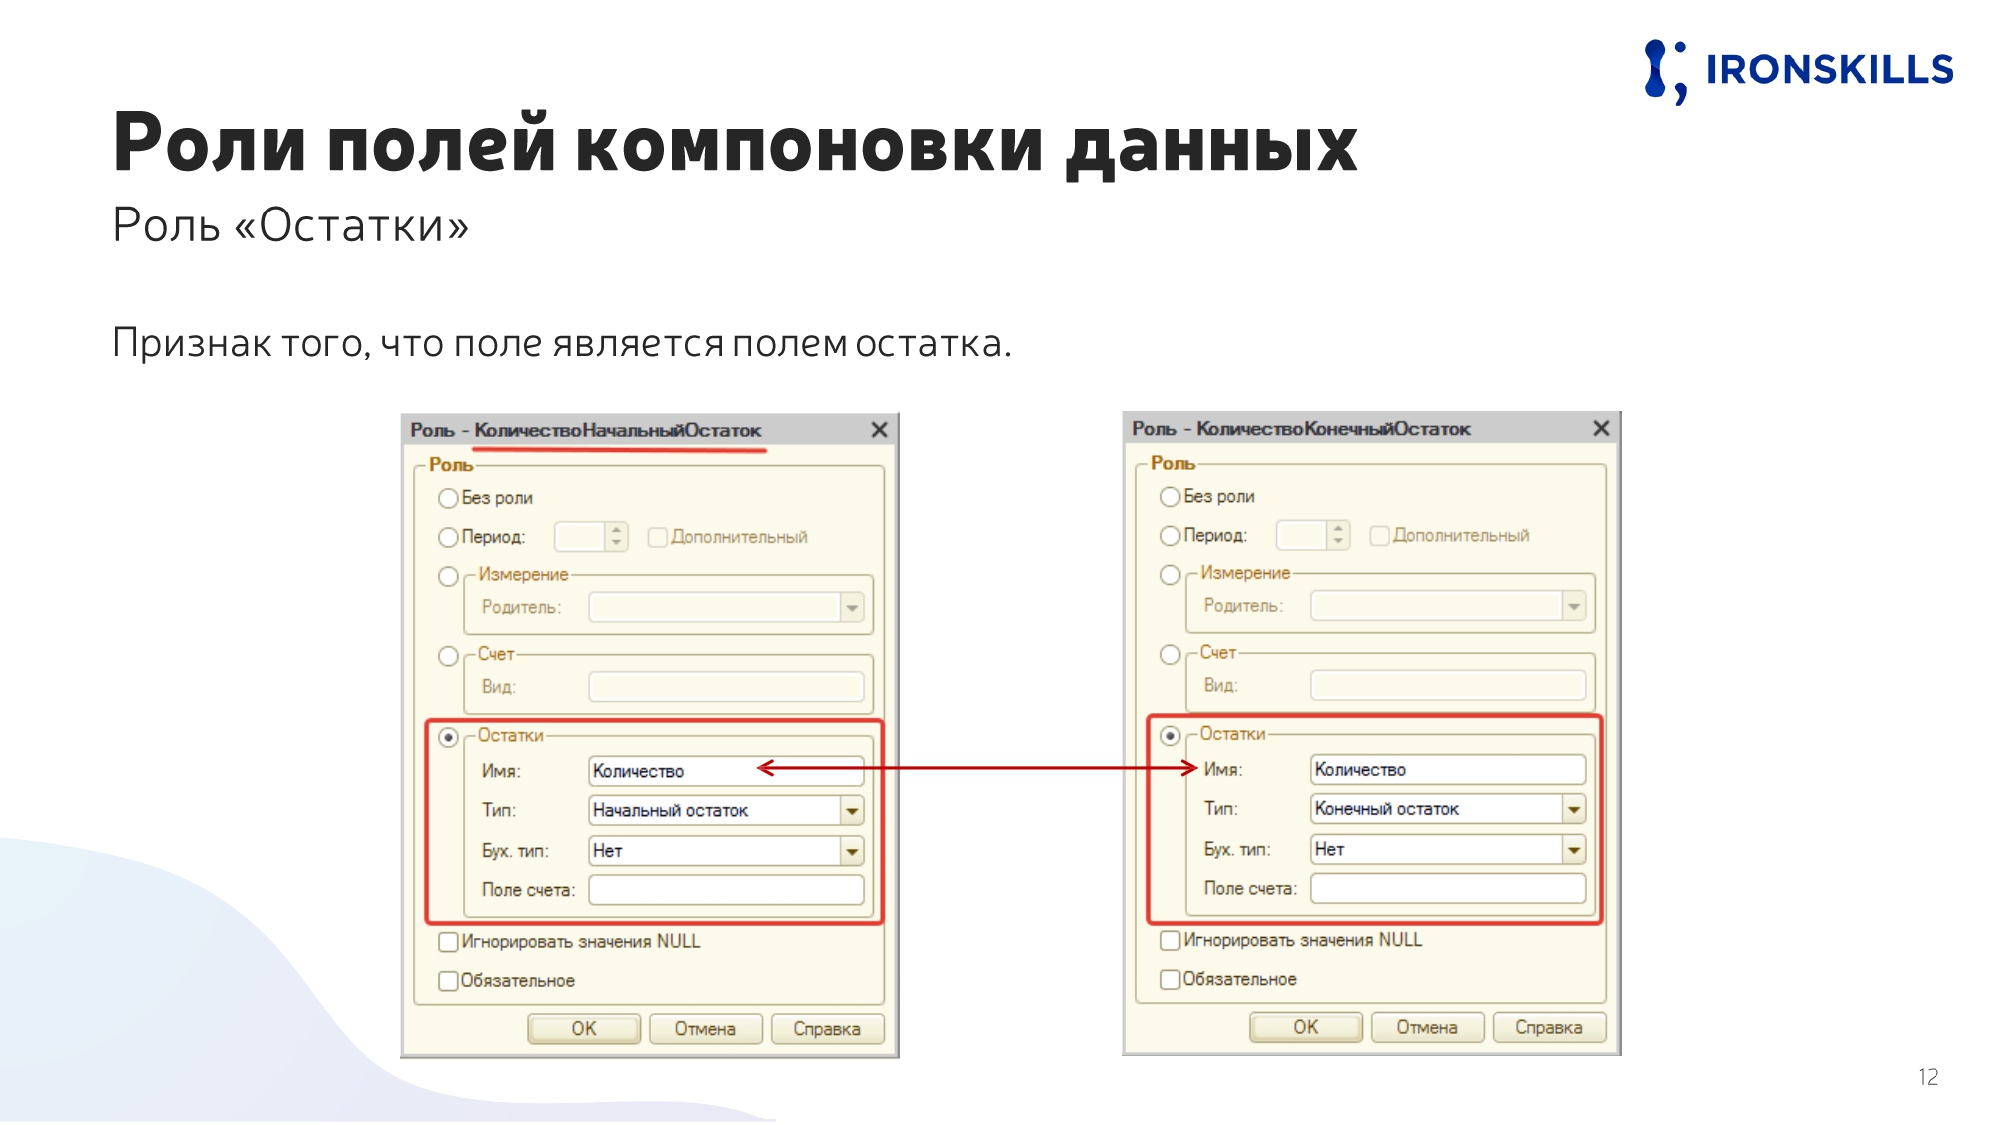 IRONSKILLS
Роли полей компоновки данных
Роль «Остатки»
Признак того, что поле является полем остатка.
Роль - КоличествоНачальныйОстаток
Роль
Без роли
Период:
Дополнительный
Измерение
Родитель:
Счет
Вид:
Остатки
Имя: Количество
Тип: Начальный остаток
Бух. тип: Нет
Поле счета:
Игнорировать значения NULL
Обязательное
OK Отмена Справка
Роль - КоличествоКонечныйОстаток
Роль
Без роли
Период:
Дополнительный
Измерение
Родитель:
Счет
Вид:
Остатки
Имя: Количество
Тип: Конечный остаток
Бух. тип: Нет
Поле счета:
Игнорировать значения NULL
Обязательное
OK Отмена Справка
12